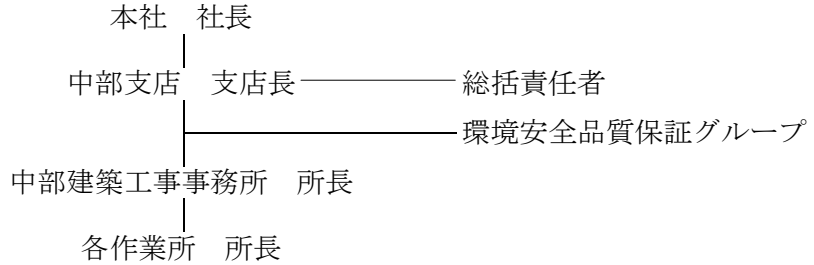 本社　社長
中部支店　支店長　総括責任者
環境安全品質保証グループ
中部建築工事事務所　所長
各作業所　所長